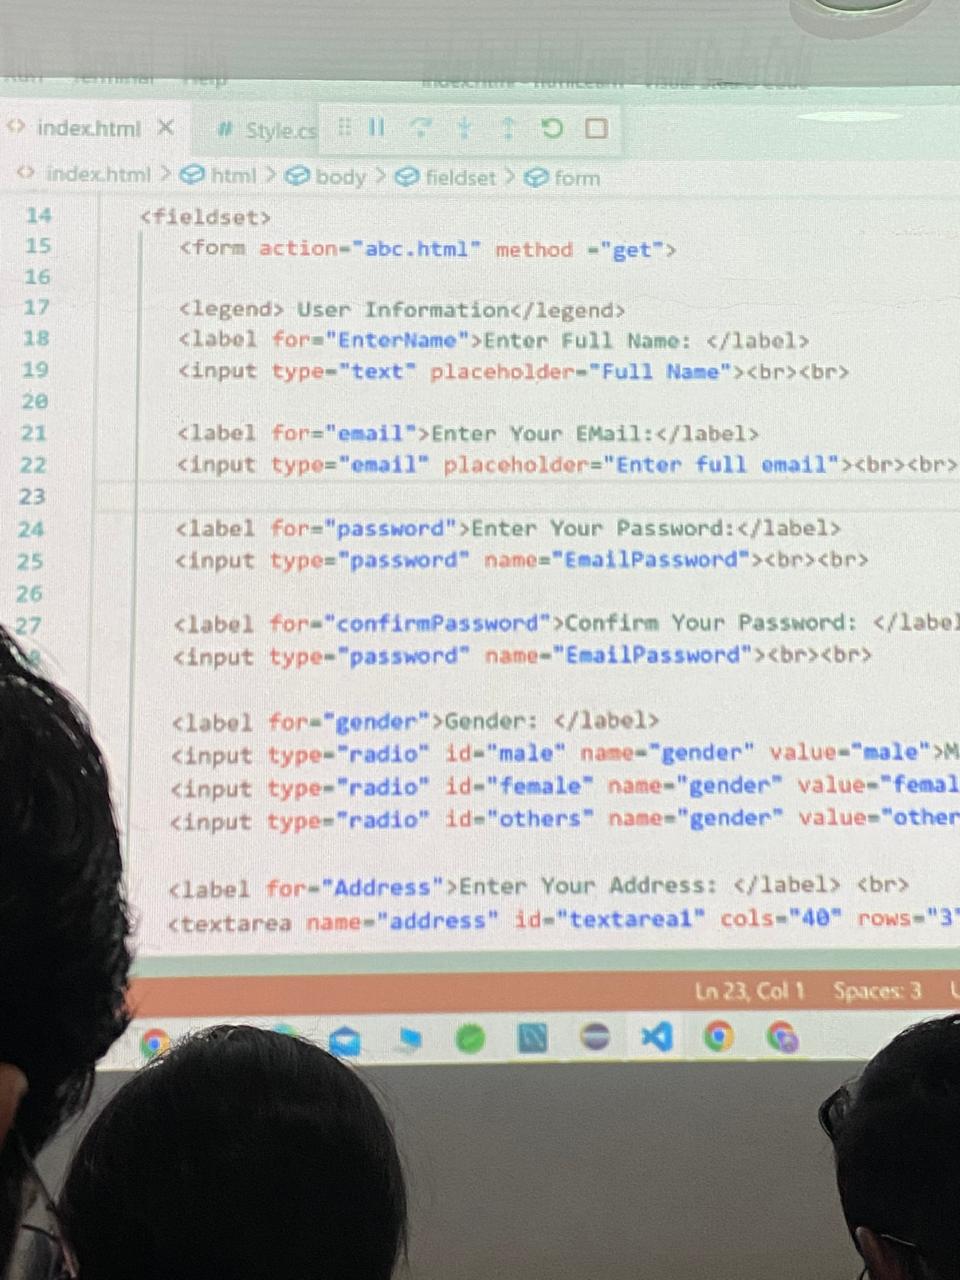 Terminal Help
index.html Style.cs
index.html > html > body > fieldset > form
14 <fieldset>
15 <form action="abc.html" method ="get">
16
17 <legend> User Information</legend>
18 <label for="EnterName">Enter Full Name: </label>
19 <input type="text" placeholder="Full Name"><br><br>
20
21 <label for="email">Enter Your EMail:</label>
22 <input type="email" placeholder="Enter full email"><br><br>
23
24 <label for="password">Enter Your Password:</label>
25 <input type="password" name="EmailPassword"><br><br>
26
27 <label for="confirmPassword">Confirm Your Password: </label
<input type="password" name="EmailPassword"><br><br>
<label for="gender">Gender: </label>
<input type="radio" id="male" name="gender" value="male">M
<input type="radio" id="female" name="gender" value="femal
<input type="radio" id="others" name="gender" value="other
<label for="Address">Enter Your Address: </label> <br>
<textarea name="address" id="textarea1" cols="40" rows="3"
Ln 23, Col 1 Spaces: 3